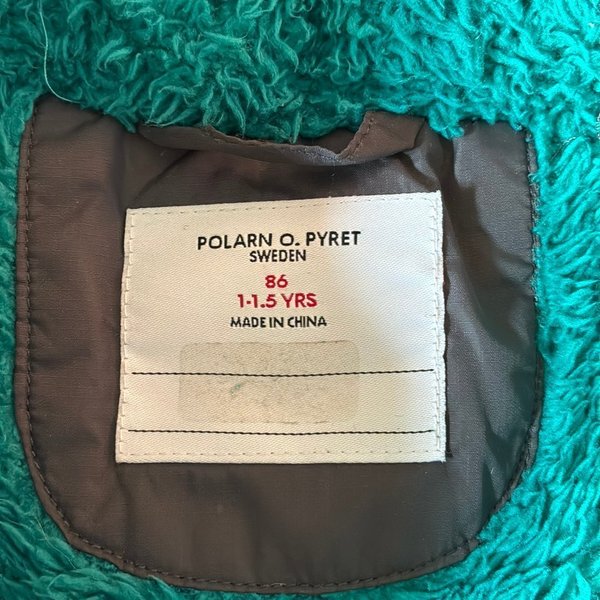 POLARN O. PYRET
SWEDEN
86
1-1.5 YRS
MADE IN CHINA